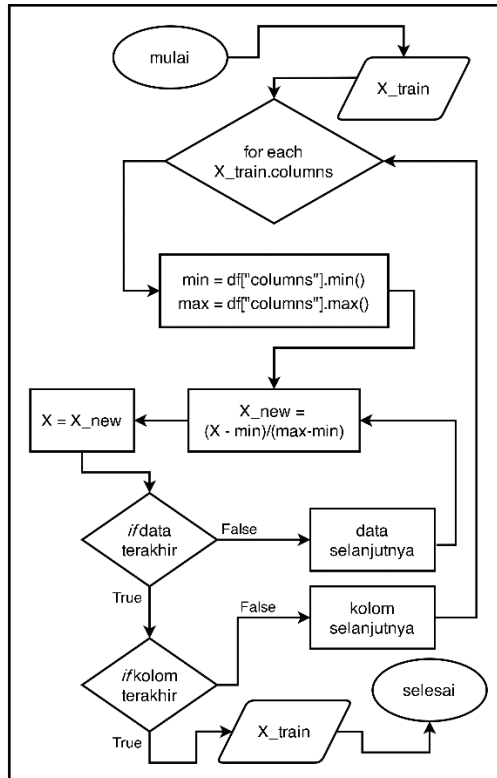 mulai
X_train
for each
X_train.columns
min = df["columns"].min()
max = df["columns"].max()
X_new =
(X - min)/(max-min)
X = X_new
if data
terakhir
False
data
selanjutnya
True
if kolom
terakhir
False
kolom
selanjutnya
True
X_train
selesai